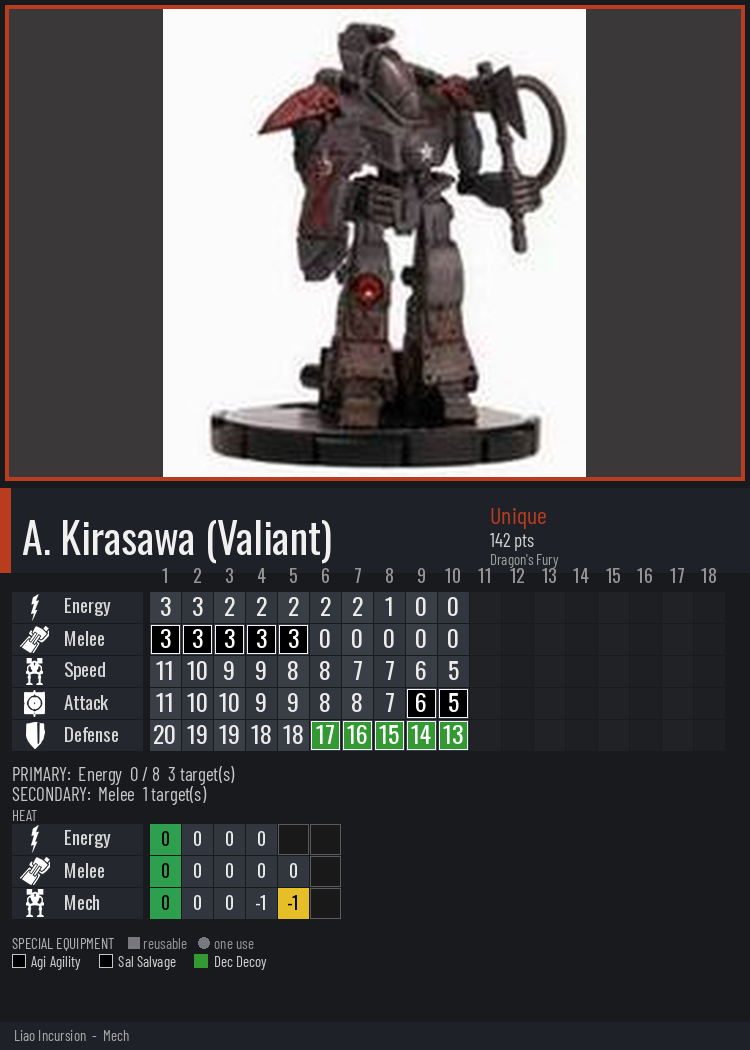 A. Kirasawa (Valiant)
Unique
142 pts
Dragon's Fury
1 2 3 4 5 6 7 8 9 10 11 12 13 14 15 16 17 18
Energy 3 3 2 2 2 2 2 1 0 0
Melee 3 3 3 3 3 0 0 0 0 0
Speed 11 10 9 9 8 8 7 7 6 5
Attack 11 10 10 9 9 8 8 7 6 5
Defense 20 19 19 18 18 17 16 15 14 13
PRIMARY: Energy 0 / 8 3 target(s)
SECONDARY: Melee 1 target(s)
HEAT
Energy 0 0 0 0
Melee 0 0 0 0 0
Mech 0 0 0 -1 -1
SPECIAL EQUIPMENT reusable one use
Agi Agility Sal Salvage Dec Decoy
Liao Incursion - Mech